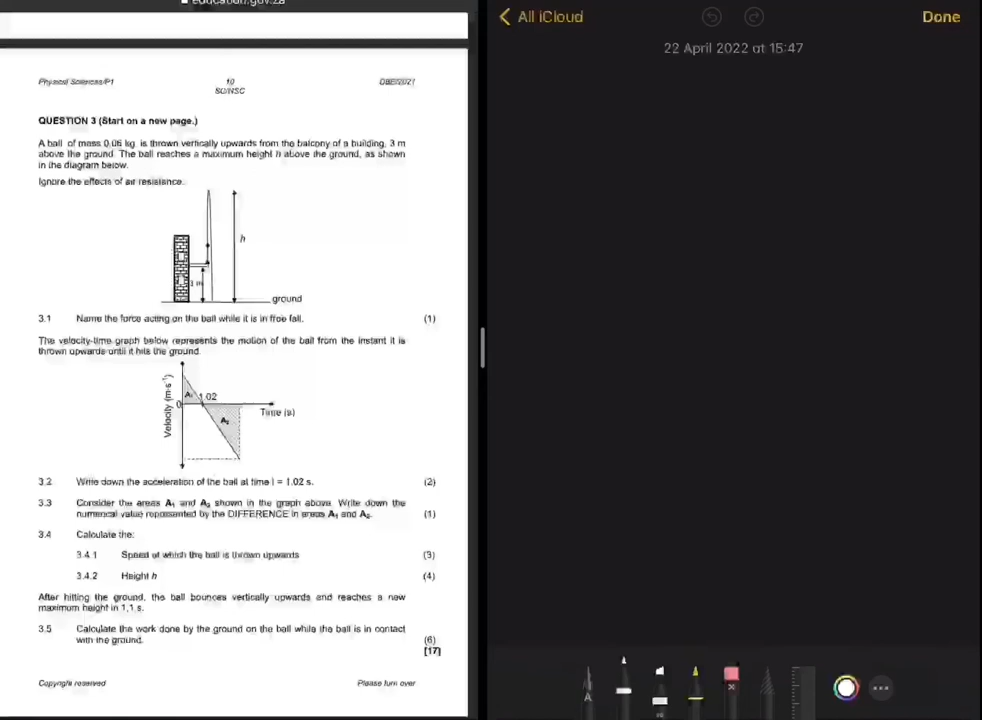 education.gov.za
All iCloud
Done
22 April 2022 at 15:47
Physical Sciences/P1
10
SC/NSC
DBE/2021
QUESTION 3 (Start on a new page.)
A ball of mass 0,06 kg is thrown vertically upwards from the balcony of a building, 3 m
above the ground. The ball reaches a maximum height h above the ground, as shown
in the diagram below.
Ignore the effects of air resistance.
h
3 m
ground
3.1 Name the force acting on the ball while it is in free fall. (1)
The velocity-time graph below represents the motion of the ball from the instant it is
thrown upwards until it hits the ground.
Velocity (m·s⁻¹)
A₁
1,02
0
Time (s)
A₂
3.2 Write down the acceleration of the ball at time t = 1,02 s. (2)
3.3 Consider the areas A₁ and A₂ shown in the graph above. Write down the
numerical value represented by the DIFFERENCE in areas A₁ and A₂. (1)
3.4 Calculate the:
3.4.1 Speed at which the ball is thrown upwards (3)
3.4.2 Height h (4)
After hitting the ground, the ball bounces vertically upwards and reaches a new
maximum height in 1,1 s.
3.5 Calculate the work done by the ground on the ball while the ball is in contact
with the ground. (6)
[17]
Copyright reserved
Please turn over